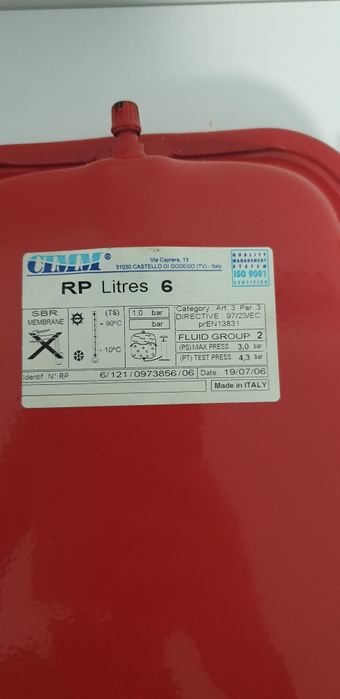 CIMM®
Via Caprera, 13
31030 CASTELLO DI GODEGO (TV) - Italy
QUALITY
MANAGEMENT
SYSTEM
ISO 9001
CERTIFIED
RP Litres 6
SBR
MEMBRANE
(TS)
+ 90°C
- 10°C
1,0 bar
bar
Category : Art. 3 Par. 3
DIRECTIVE : 97/23/EC
prEN13831
FLUID GROUP 2
(PS) MAX PRESS 3,0 bar
(PT) TEST PRESS 4,3 bar
Identif. N° RP 6/121/0973856/06 Date : 19/07/06
Made in ITALY